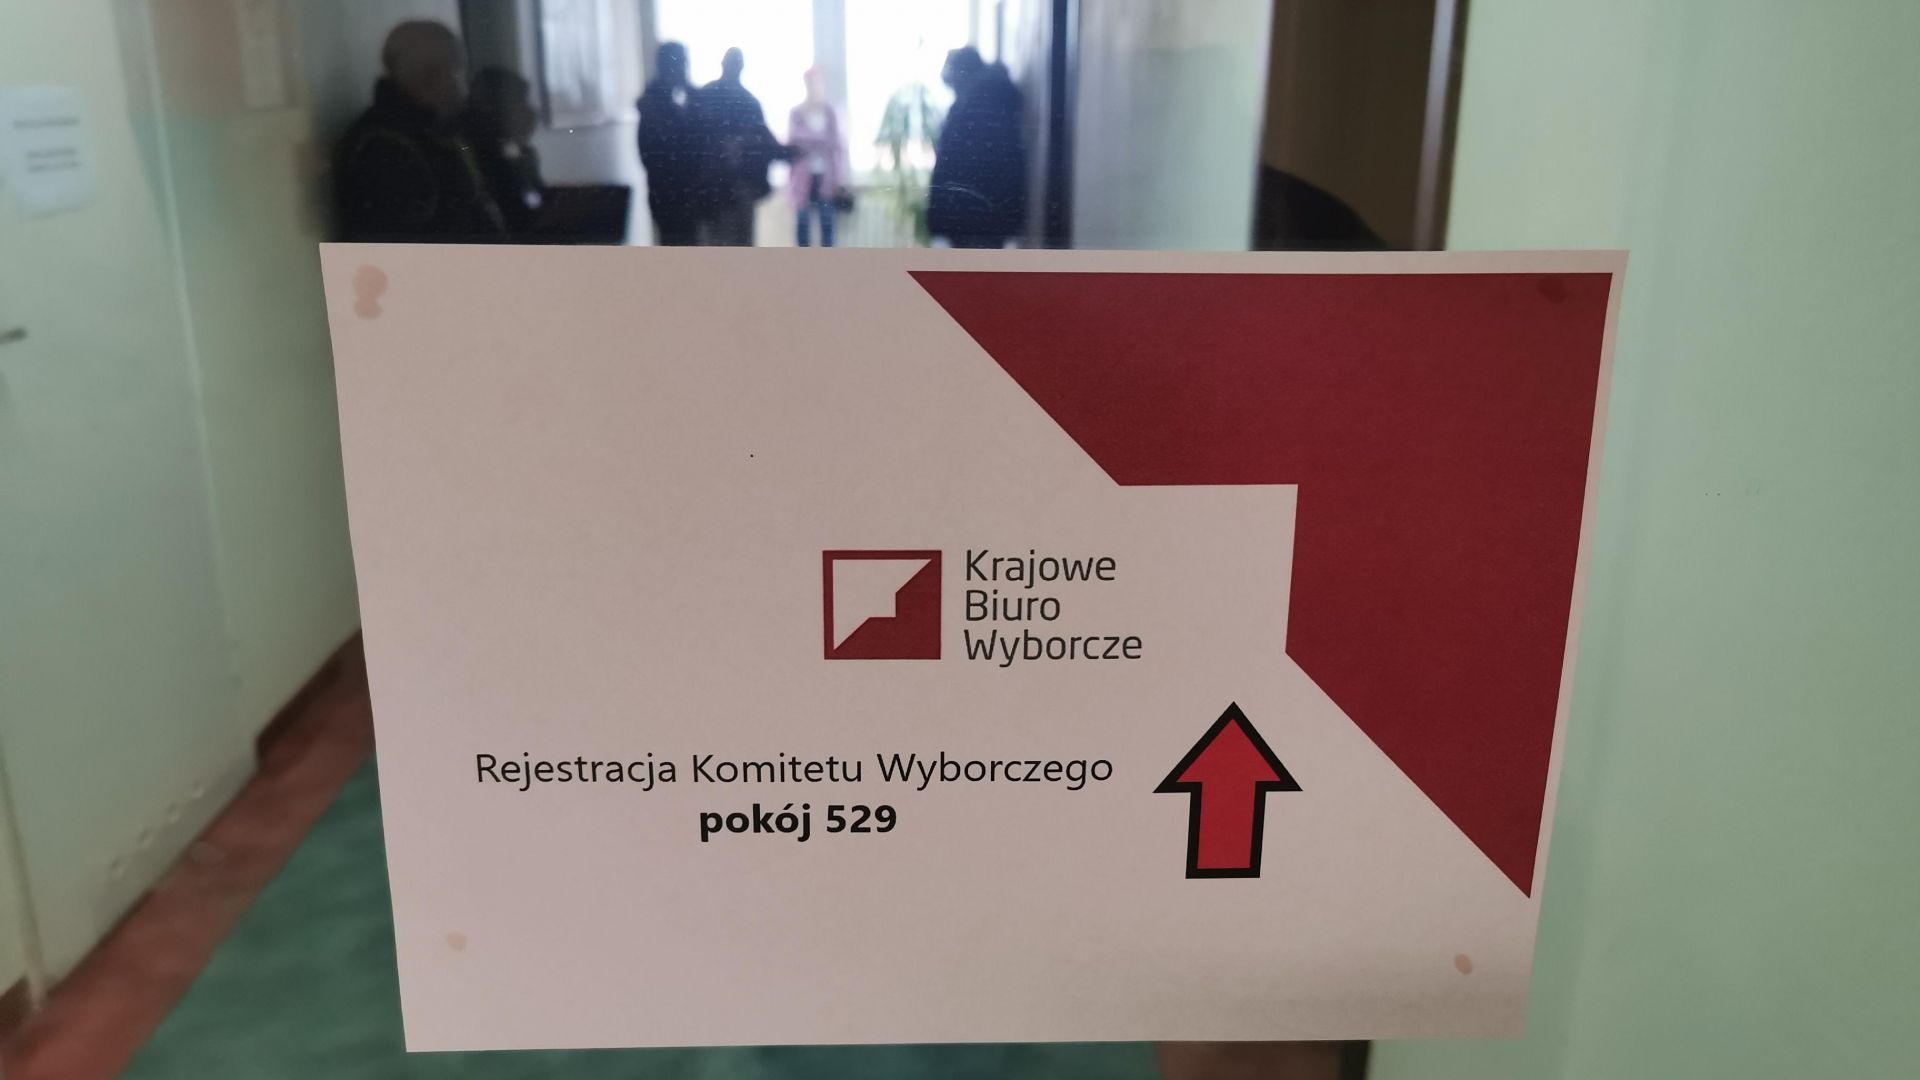 Krajowe
Biuro
Wyborcze
Rejestracja Komitetu Wyborczego
pokój 529